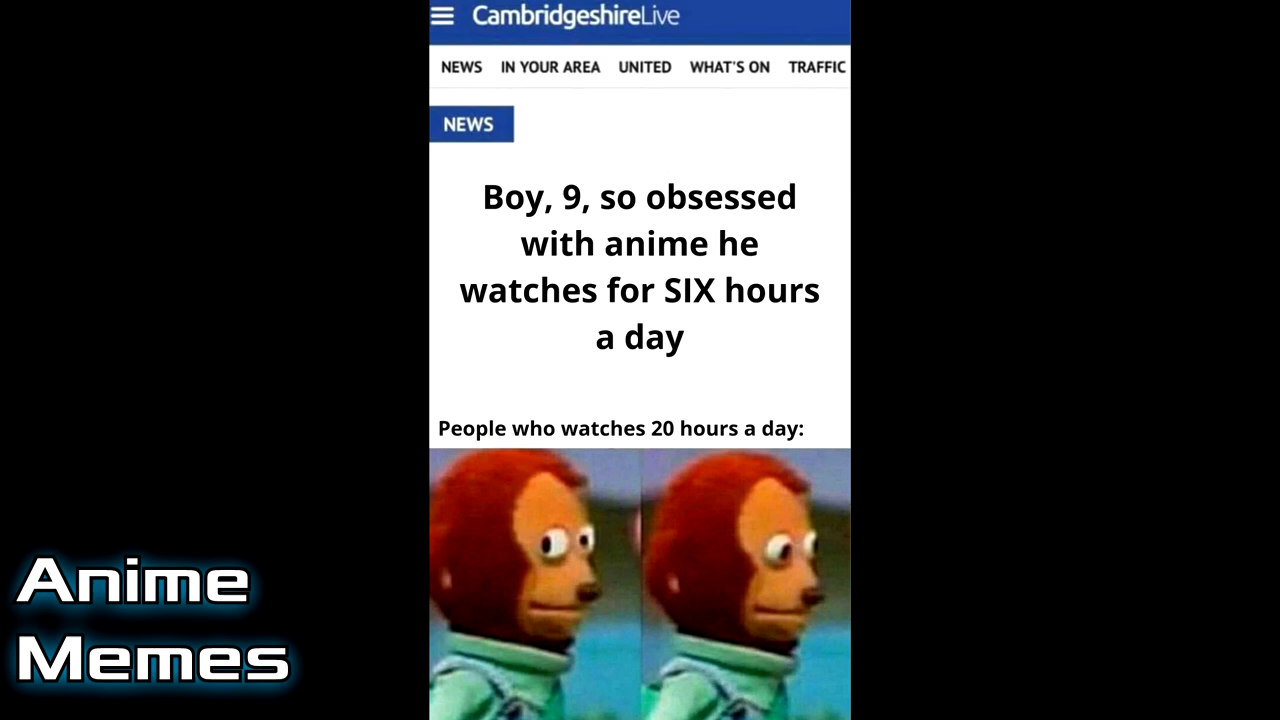 CambridgeshireLive
NEWS IN YOUR AREA UNITED WHAT'S ON TRAFFIC
NEWS
Boy, 9, so obsessed
with anime he
watches for SIX hours
a day
People who watches 20 hours a day:
Anime
Memes